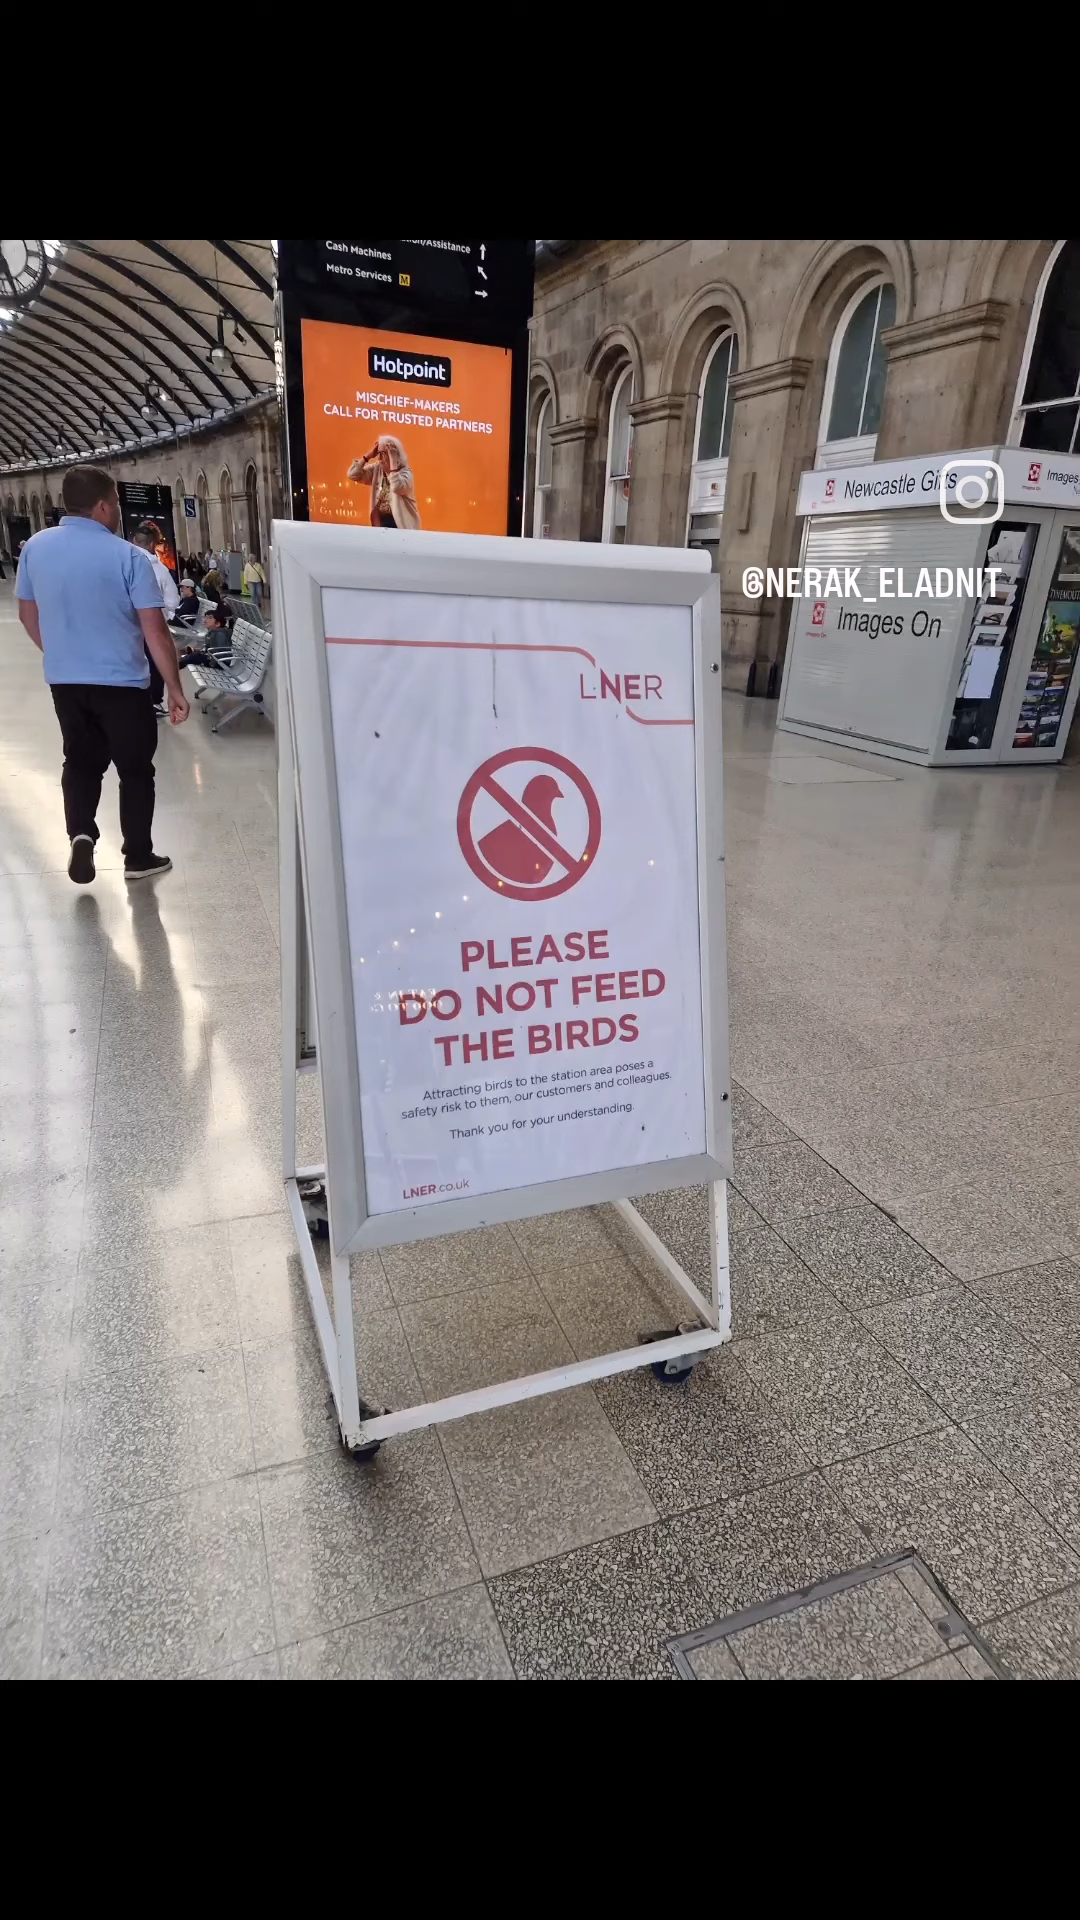 Cash Machines
Metro Services M
Hotpoint
MISCHIEF-MAKERS
CALL FOR TRUSTED PARTNERS
Newcastle Gifts
Images
@NERAK_ELADNIT
Images On
LNER
PLEASE
DO NOT FEED
THE BIRDS
Attracting birds to the station area poses a
safety risk to them, our customers and colleagues.
Thank you for your understanding.
LNER.co.uk